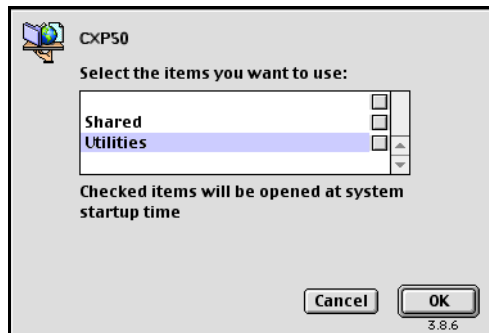 CXP50
Select the items you want to use:
Shared
Utilities
Checked items will be opened at system
startup time
Cancel
OK
3.8.6